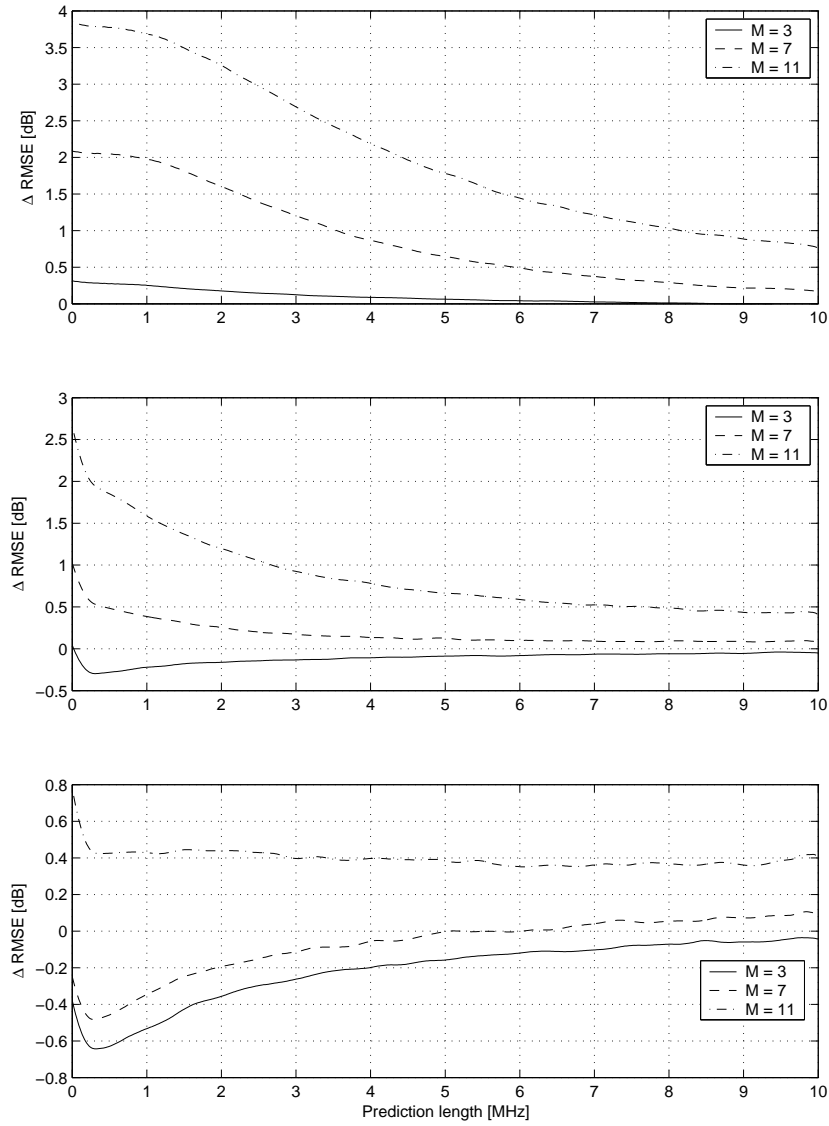 4
3.5
3
2.5
2
1.5
1
0.5
0
Δ RMSE [dB]
M = 3
M = 7
M = 11
0 1 2 3 4 5 6 7 8 9 10
3
2.5
2
1.5
1
0.5
0
−0.5
Δ RMSE [dB]
M = 3
M = 7
M = 11
0 1 2 3 4 5 6 7 8 9 10
0.8
0.6
0.4
0.2
0
−0.2
−0.4
−0.6
−0.8
Δ RMSE [dB]
M = 3
M = 7
M = 11
0 1 2 3 4 5 6 7 8 9 10
Prediction length [MHz]